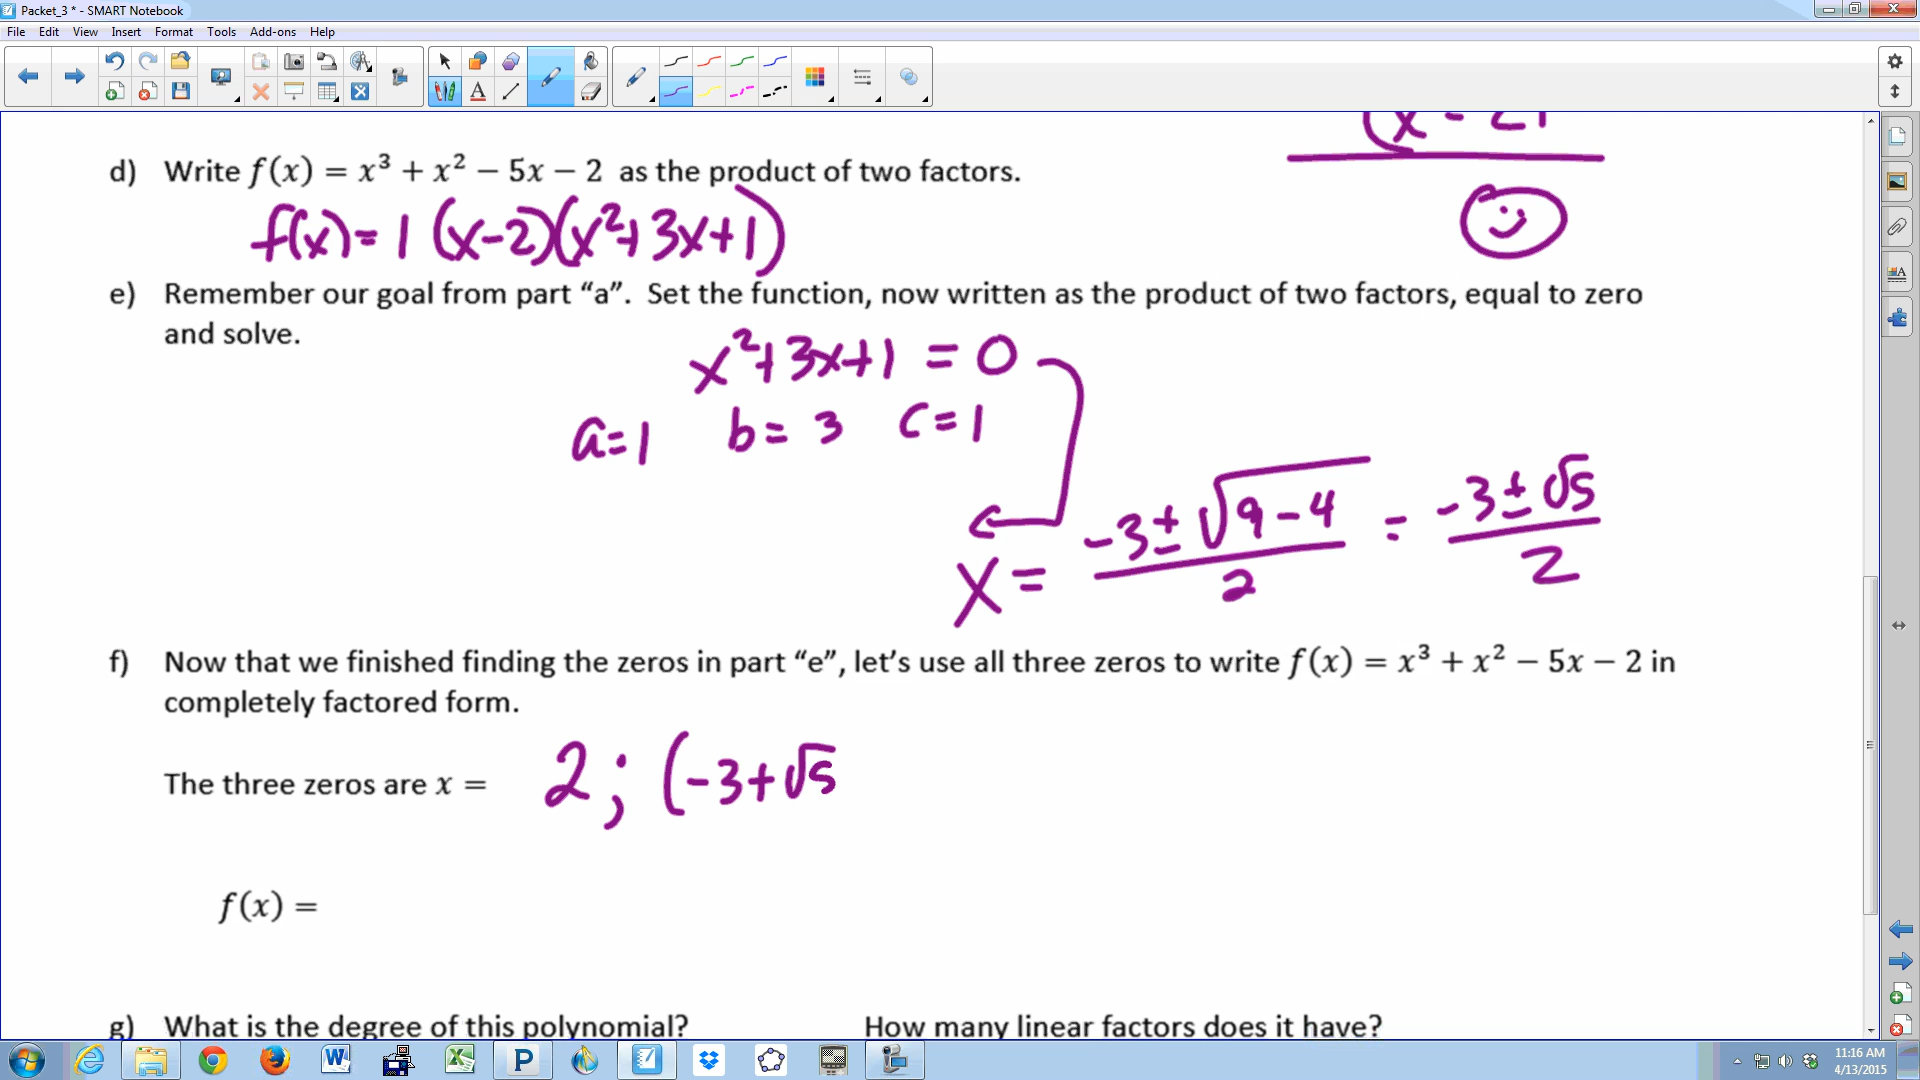 Packet_3 * - SMART Notebook
File Edit View Insert Format Tools Add-ons Help
d) Write f(x) = x³ + x² − 5x − 2 as the product of two factors.
f(x) = 1 (x-2)(x²+3x+1)
e) Remember our goal from part “a”. Set the function, now written as the product of two factors, equal to zero
and solve.
x²+3x+1 = 0
a=1 b=3 c=1
x = (-3 ± √(9-4))/2 = (-3 ± √5)/2
f) Now that we finished finding the zeros in part “e”, let’s use all three zeros to write f(x) = x³ + x² − 5x − 2 in
completely factored form.
The three zeros are x = 2; (-3+√5
f(x) =
g) What is the degree of this polynomial? How many linear factors does it have?
11:16 AM
4/13/2015